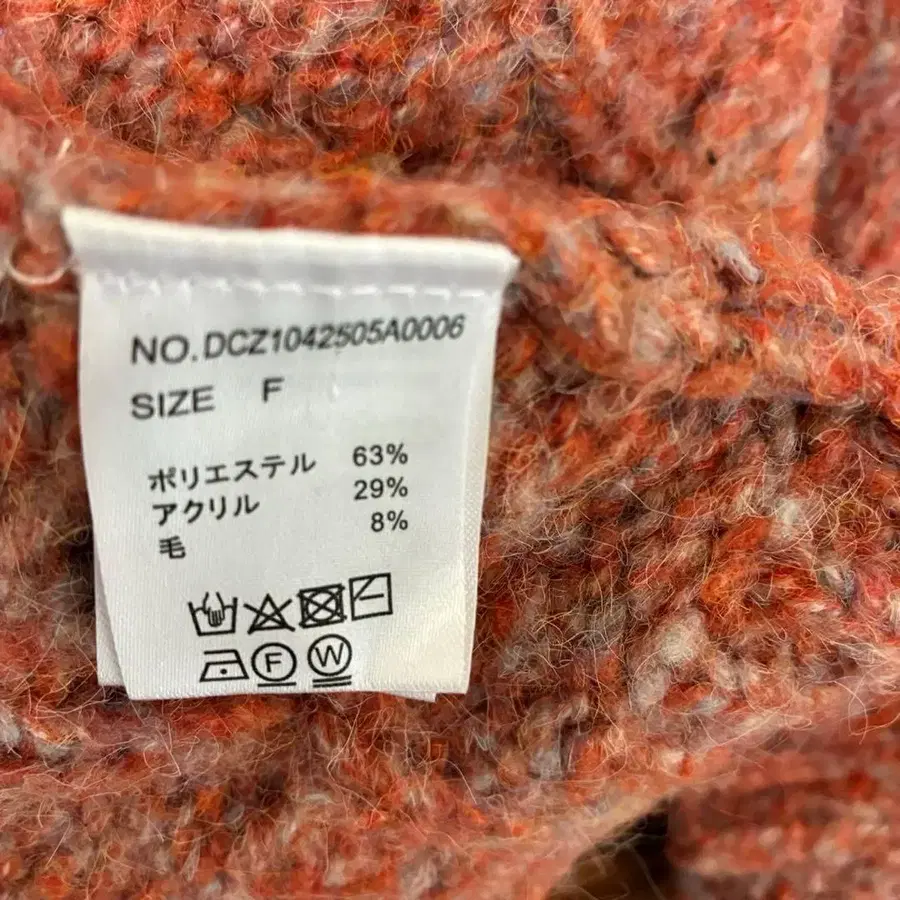 NO.DCZ1042505A0006
SIZE F
ポリエステル 63%
アクリル 29%
毛 8%
F W